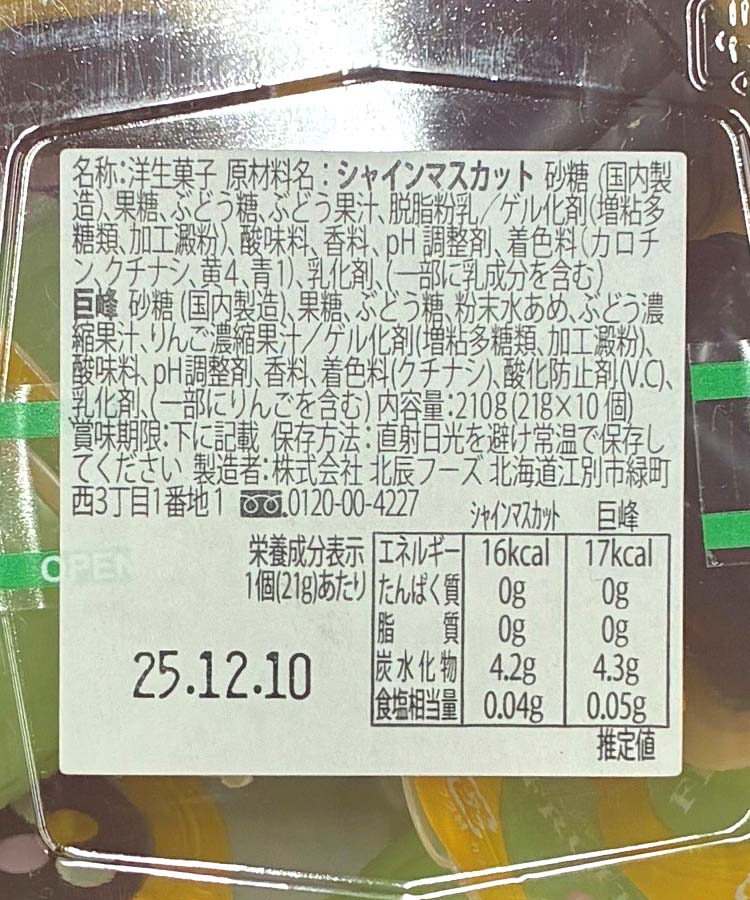 名称:洋生菓子 原材料名:シャインマスカット 砂糖(国内製
造)、果糖、ぶどう糖、ぶどう果汁、脱脂粉乳/ゲル化剤(増粘多
糖類、加工澱粉)、酸味料、香料、pH調整剤、着色料(カロチ
ン、クチナシ、黄4、青1)、乳化剤、(一部に乳成分を含む)
巨峰 砂糖(国内製造)、果糖、ぶどう糖、粉末水あめ、ぶどう濃
縮果汁、りんご濃縮果汁/ゲル化剤(増粘多糖類、加工澱粉)、
酸味料、pH調整剤、香料、着色料(クチナシ)、酸化防止剤(V.C)、
乳化剤、(一部にりんごを含む) 内容量:210g(21g×10個)
賞味期限:下に記載 保存方法:直射日光を避け常温で保存し
てください 製造者:株式会社 北辰フーズ 北海道江別市緑町
西3丁目1番地1 0120-00-4227
シャインマスカット 巨峰
栄養成分表示 エネルギー 16kcal 17kcal
1個(21g)あたり たんぱく質 0g 0g
脂質 0g 0g
炭水化物 4.2g 4.3g
食塩相当量 0.04g 0.05g
推定値
25.12.10
OPEN